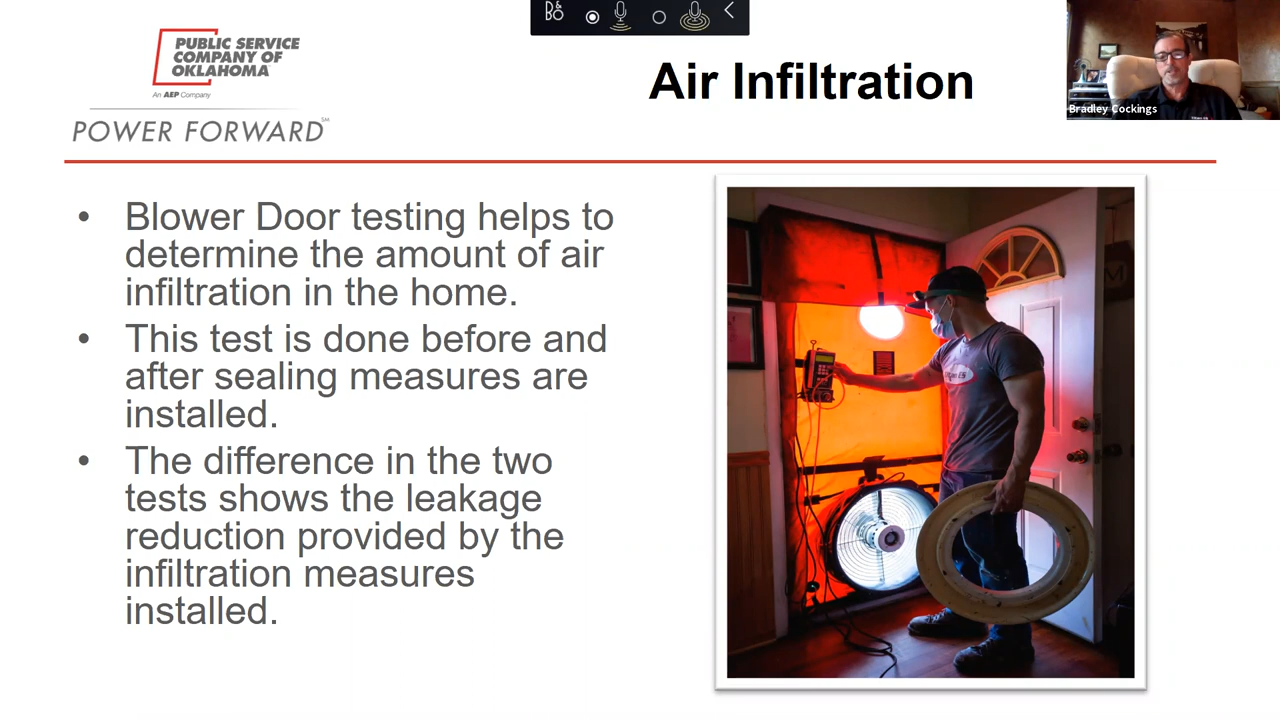 PUBLIC SERVICE
COMPANY OF
OKLAHOMA
An AEP Company
POWER FORWARD℠
B&O
Air Infiltration
Bradley Cockings
• Blower Door testing helps to
determine the amount of air
infiltration in the home.
• This test is done before and
after sealing measures are
installed.
• The difference in the two
tests shows the leakage
reduction provided by the
infiltration measures
installed.
M